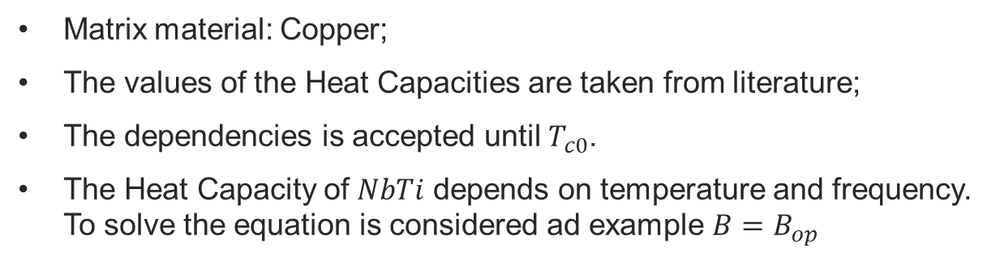 • Matrix material: Copper;
• The values of the Heat Capacities are taken from literature;
• The dependencies is accepted until T_{c0}.
• The Heat Capacity of NbTi depends on temperature and frequency.
To solve the equation is considered ad example B = B_{op}